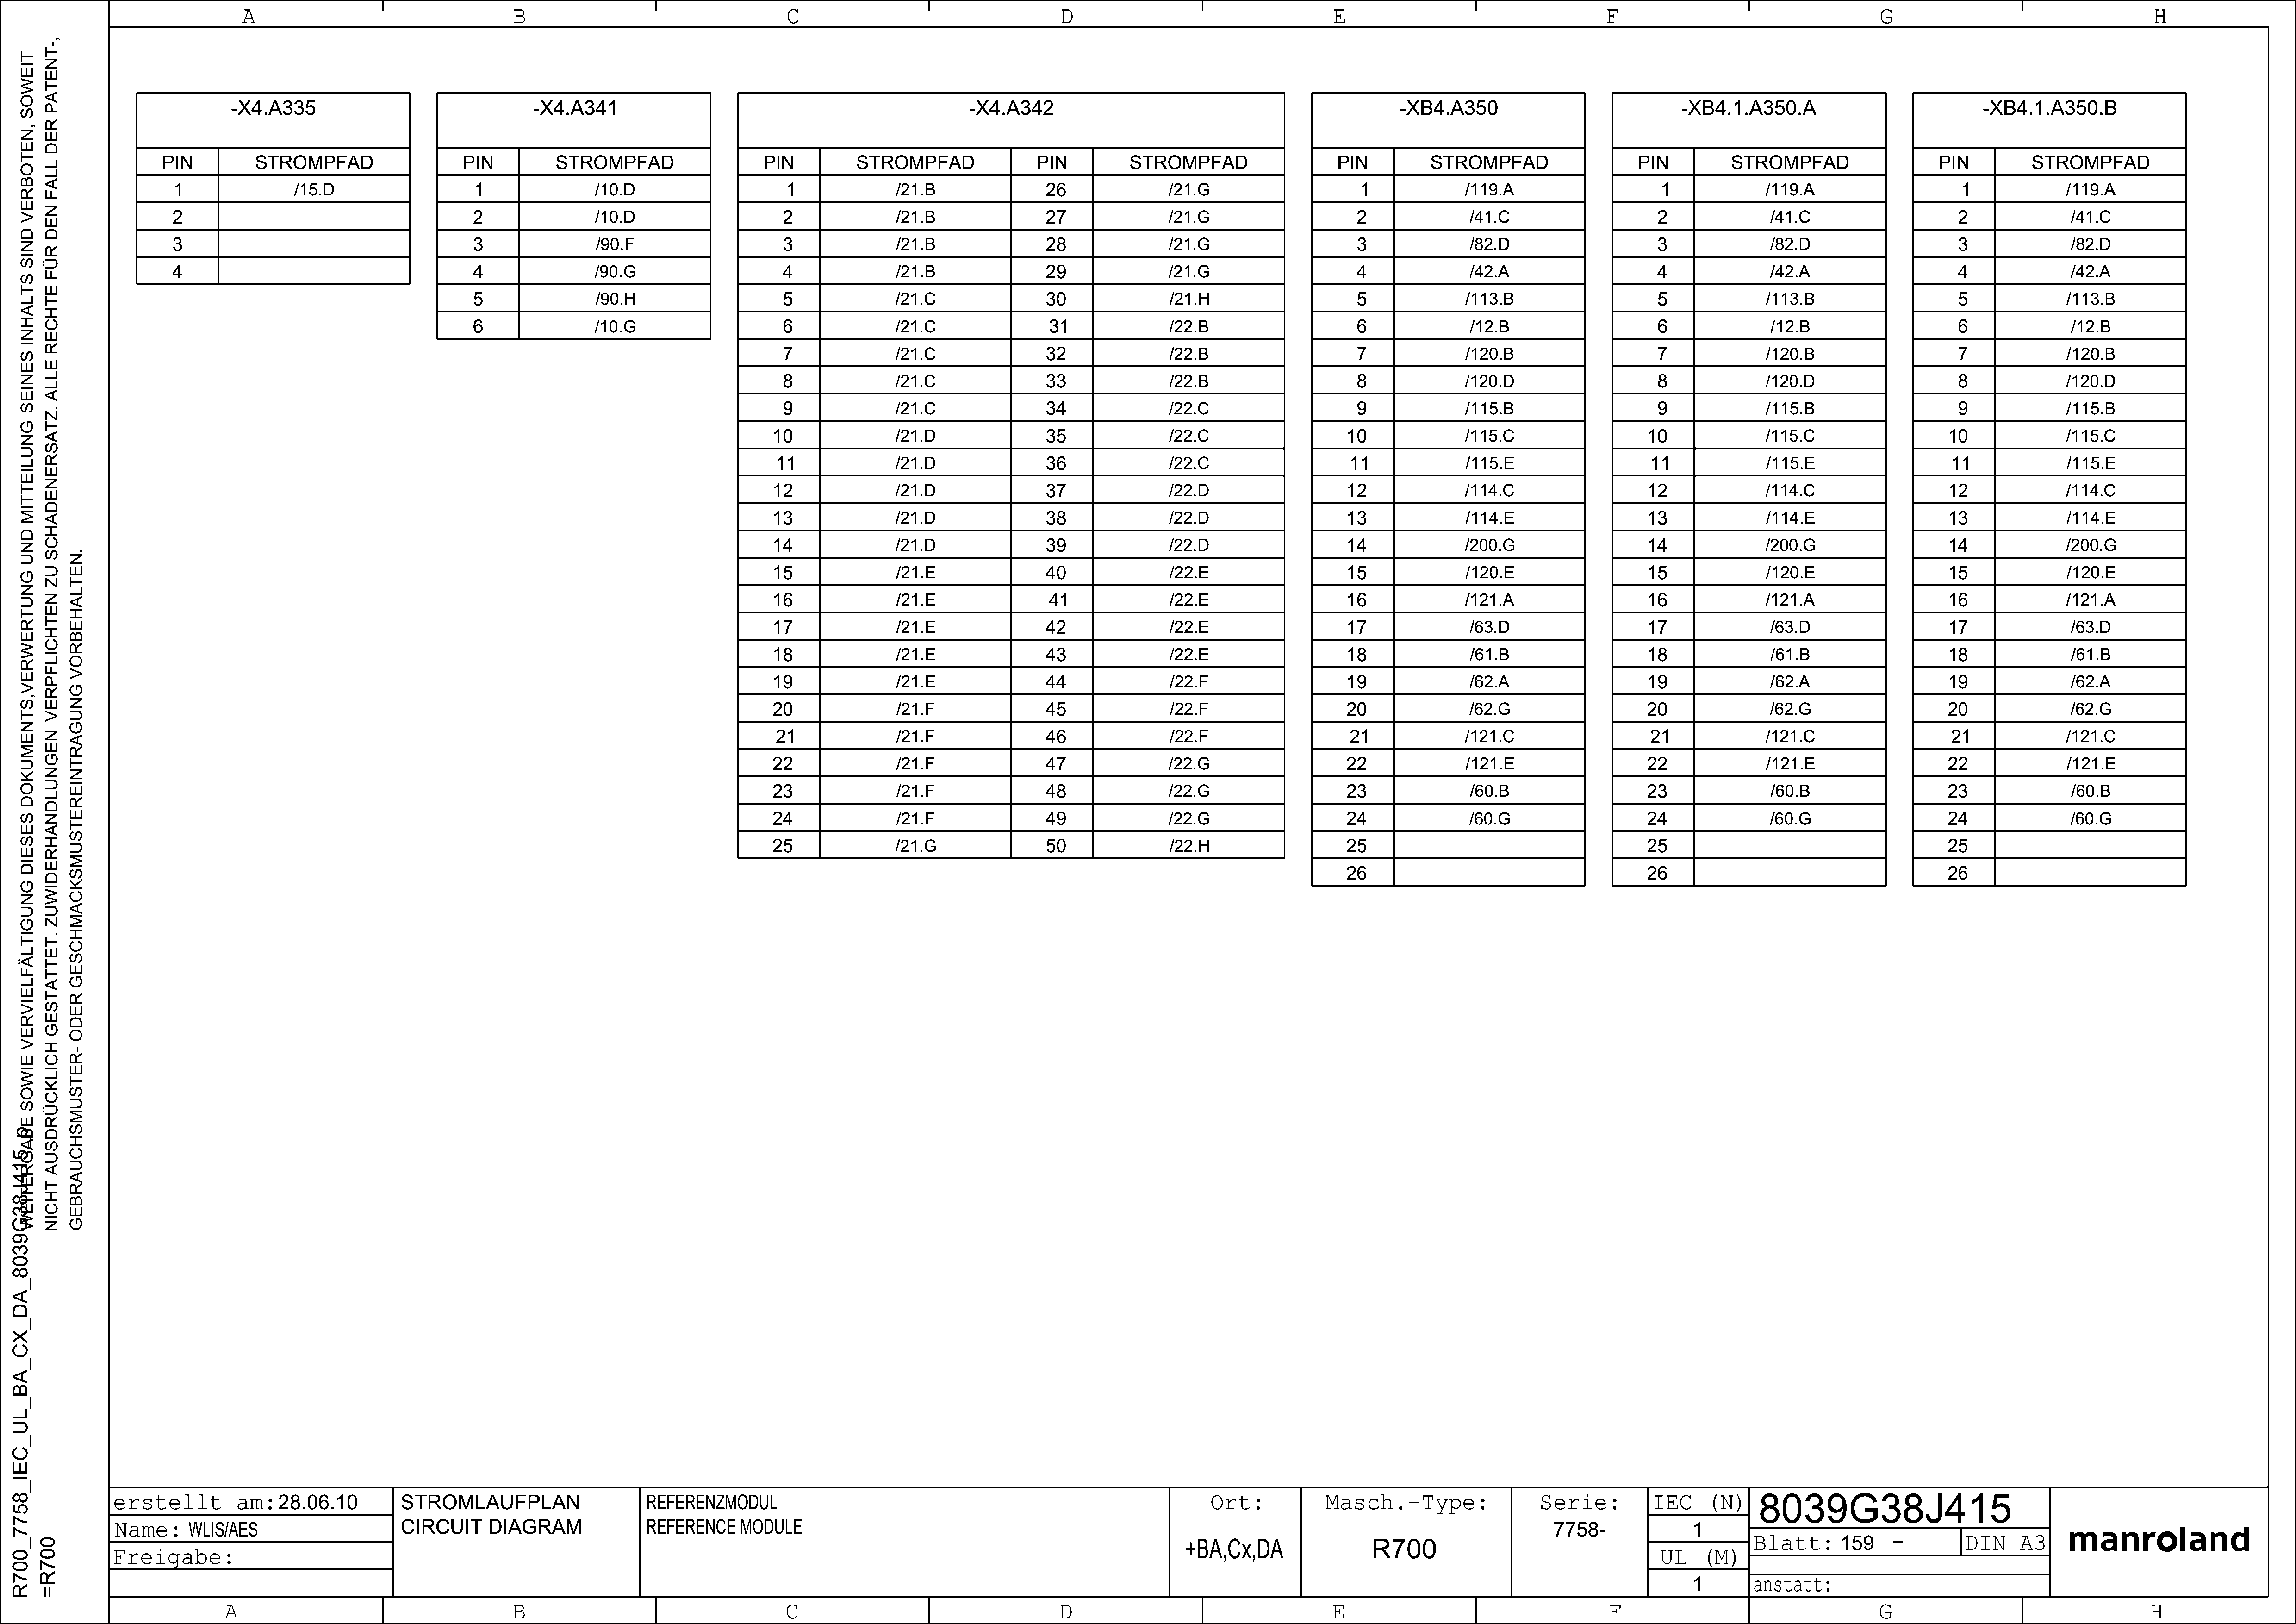 A B C D E F G H
-X4.A335
PIN STROMPFAD
1 /15.D
2
3
4
-X4.A341
PIN STROMPFAD
1 /10.D
2 /10.D
3 /90.F
4 /90.G
5 /90.H
6 /10.G
-X4.A342
PIN STROMPFAD PIN STROMPFAD
1 /21.B 26 /21.G
2 /21.B 27 /21.G
3 /21.B 28 /21.G
4 /21.B 29 /21.G
5 /21.C 30 /21.H
6 /21.C 31 /22.B
7 /21.C 32 /22.B
8 /21.C 33 /22.B
9 /21.C 34 /22.C
10 /21.D 35 /22.C
11 /21.D 36 /22.C
12 /21.D 37 /22.D
13 /21.D 38 /22.D
14 /21.D 39 /22.D
15 /21.E 40 /22.E
16 /21.E 41 /22.E
17 /21.E 42 /22.E
18 /21.E 43 /22.E
19 /21.E 44 /22.F
20 /21.F 45 /22.F
21 /21.F 46 /22.F
22 /21.F 47 /22.G
23 /21.F 48 /22.G
24 /21.F 49 /22.G
25 /21.G 50 /22.H
-XB4.A350
PIN STROMPFAD
1 /119.A
2 /41.C
3 /82.D
4 /42.A
5 /113.B
6 /12.B
7 /120.B
8 /120.D
9 /115.B
10 /115.C
11 /115.E
12 /114.C
13 /114.E
14 /200.G
15 /120.E
16 /121.A
17 /63.D
18 /61.B
19 /62.A
20 /62.G
21 /121.C
22 /121.E
23 /60.B
24 /60.G
25
26
-XB4.1.A350.A
PIN STROMPFAD
1 /119.A
2 /41.C
3 /82.D
4 /42.A
5 /113.B
6 /12.B
7 /120.B
8 /120.D
9 /115.B
10 /115.C
11 /115.E
12 /114.C
13 /114.E
14 /200.G
15 /120.E
16 /121.A
17 /63.D
18 /61.B
19 /62.A
20 /62.G
21 /121.C
22 /121.E
23 /60.B
24 /60.G
25
26
-XB4.1.A350.B
PIN STROMPFAD
1 /119.A
2 /41.C
3 /82.D
4 /42.A
5 /113.B
6 /12.B
7 /120.B
8 /120.D
9 /115.B
10 /115.C
11 /115.E
12 /114.C
13 /114.E
14 /200.G
15 /120.E
16 /121.A
17 /63.D
18 /61.B
19 /62.A
20 /62.G
21 /121.C
22 /121.E
23 /60.B
24 /60.G
25
26
WEITERGABE SOWIE VERVIELFÄLTIGUNG DIESES DOKUMENTS,VERWERTUNG UND MITTEILUNG SEINES INHALTS SIND VERBOTEN, SOWEIT
NICHT AUSDRÜCKLICH GESTATTET. ZUWIDERHANDLUNGEN VERPFLICHTEN ZU SCHADENERSATZ. ALLE RECHTE FÜR DEN FALL DER PATENT-,
GEBRAUCHSMUSTER- ODER GESCHMACKSMUSTEREINTRAGUNG VORBEHALTEN.
R700_7758_IEC_UL_BA_CX_DA_8039G38J415_D
=R700
erstellt am: 28.06.10
Name: WLIS/AES
Freigabe:
STROMLAUFPLAN
CIRCUIT DIAGRAM
REFERENZMODUL
REFERENCE MODULE
Ort:
+BA,Cx,DA
Masch.-Type:
R700
Serie:
7758-
IEC (N)
1
UL (M)
1
8039G38J415
Blatt: 159 - DIN A3
anstatt:
manroland
A B C D E F G H